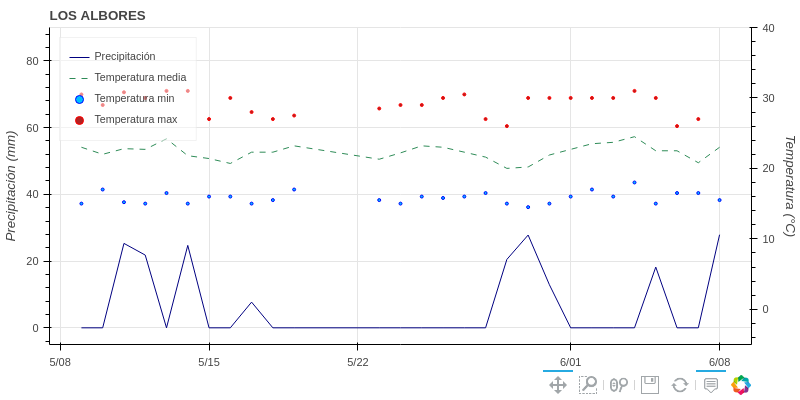 LOS ALBORES
Precipitación
Temperatura media
Temperatura min
Temperatura max
Precipitación (mm)
80
60
40
20
0
Temperatura (°C)
40
30
20
10
0
5/08
5/15
5/22
6/01
6/08